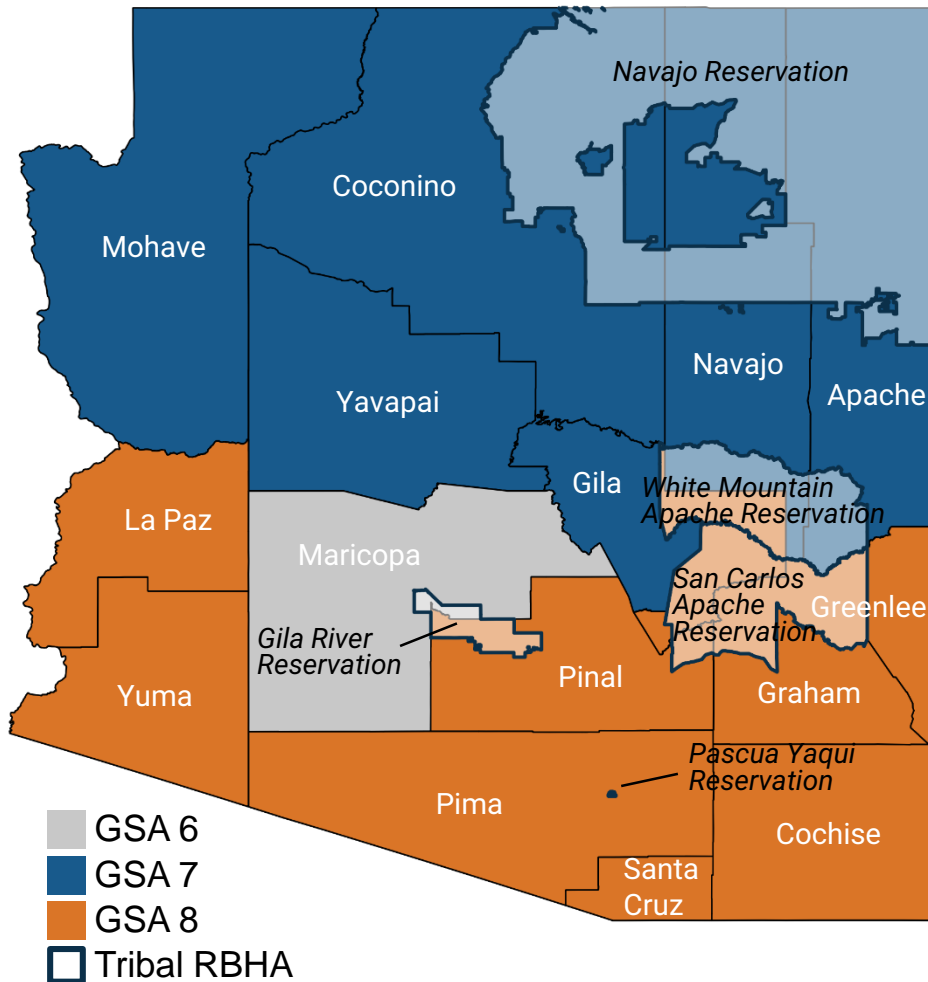 Navajo Reservation
Coconino
Mohave
Navajo
Apache
Yavapai
Gila
White Mountain
Apache Reservation
La Paz
Maricopa
San Carlos
Apache
Reservation
Greenlee
Gila River
Reservation
Pinal
Graham
Yuma
Pascua Yaqui
Reservation
Pima
Cochise
Santa
Cruz
GSA 6
GSA 7
GSA 8
Tribal RBHA